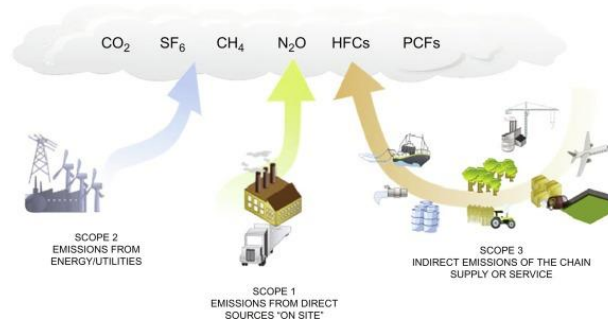 CO₂ SF₆ CH₄ N₂O HFCs PCFs
SCOPE 2
EMISSIONS FROM
ENERGY/UTILITIES
SCOPE 1
EMISSIONS FROM DIRECT
SOURCES "ON SITE"
SCOPE 3
INDIRECT EMISSIONS OF THE CHAIN
SUPPLY OR SERVICE